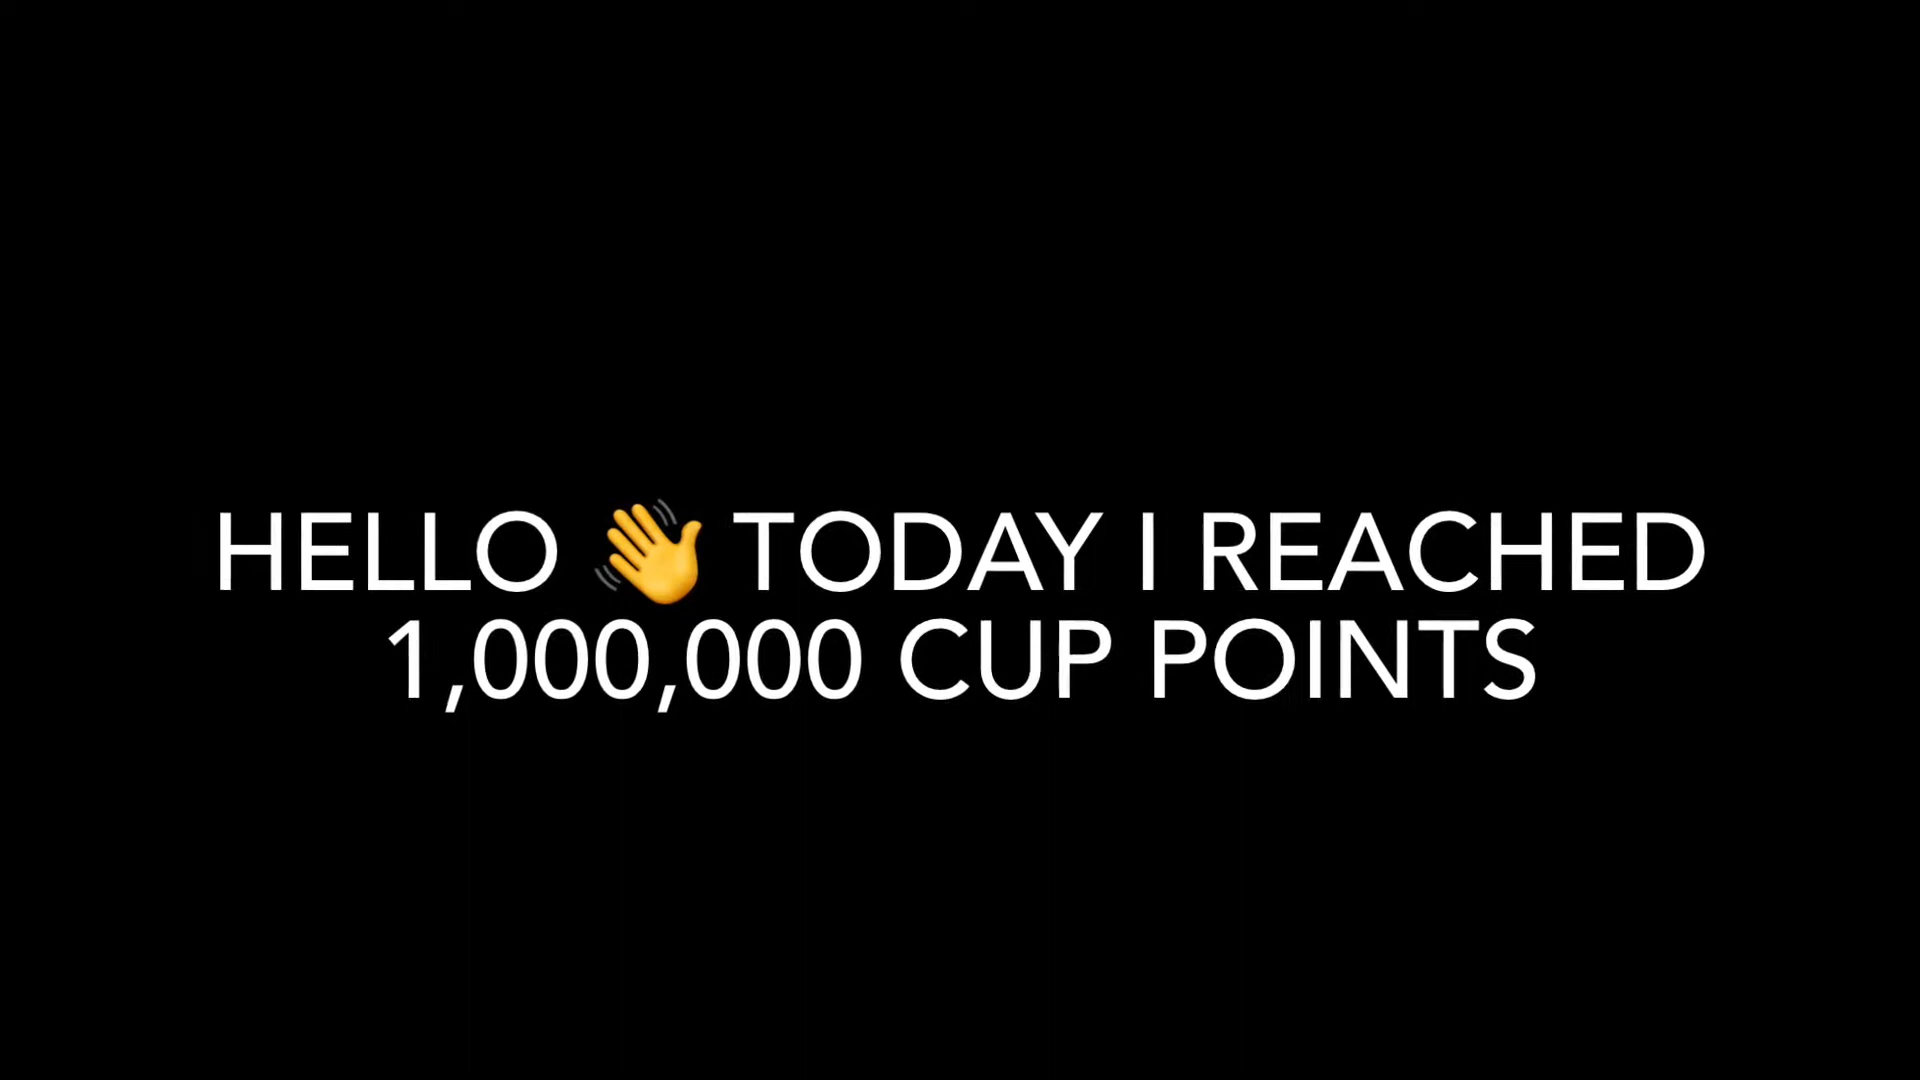 HELLO 👋 TODAY I REACHED
1,000,000 CUP POINTS